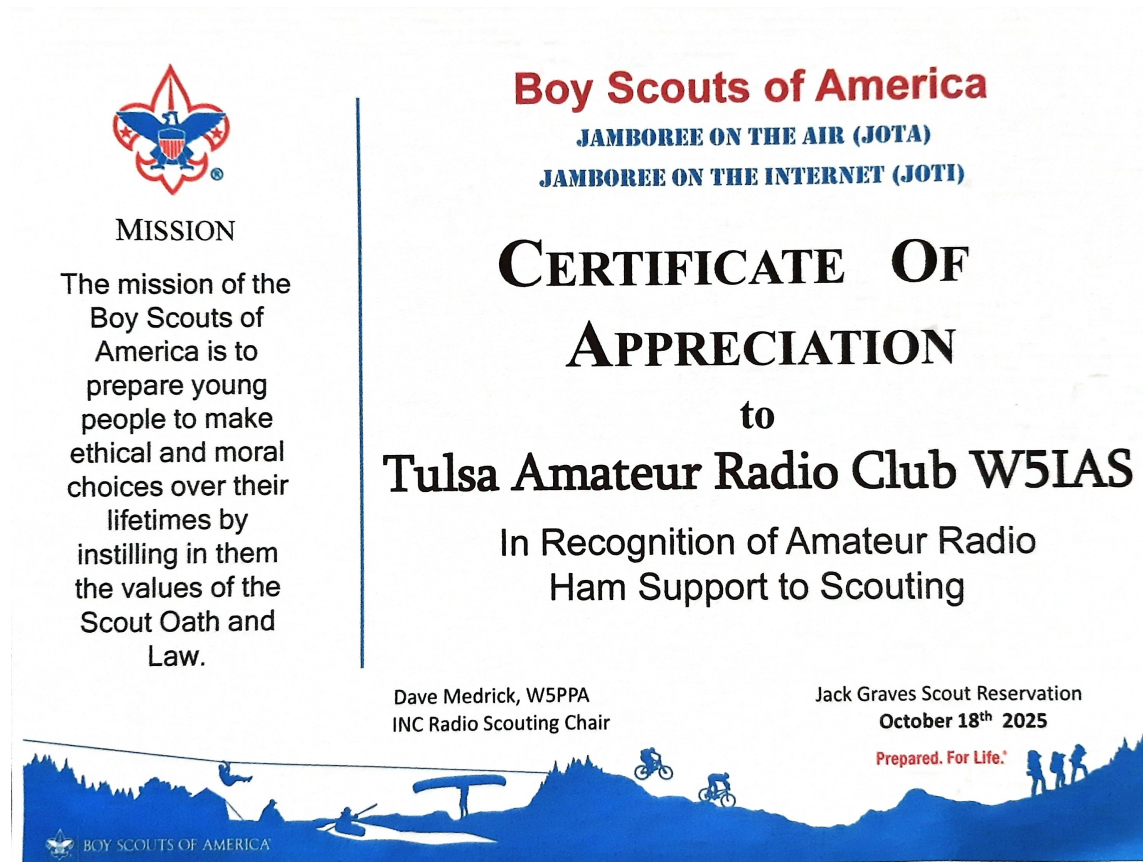 MISSION
The mission of the
Boy Scouts of
America is to
prepare young
people to make
ethical and moral
choices over their
lifetimes by
instilling in them
the values of the
Scout Oath and
Law.
Boy Scouts of America
JAMBOREE ON THE AIR (JOTA)
JAMBOREE ON THE INTERNET (JOTI)
CERTIFICATE OF
APPRECIATION
to
Tulsa Amateur Radio Club W5IAS
In Recognition of Amateur Radio
Ham Support to Scouting
Dave Medrick, W5PPA
INC Radio Scouting Chair
Jack Graves Scout Reservation
October 18th 2025
Prepared. For Life.®
BOY SCOUTS OF AMERICA®